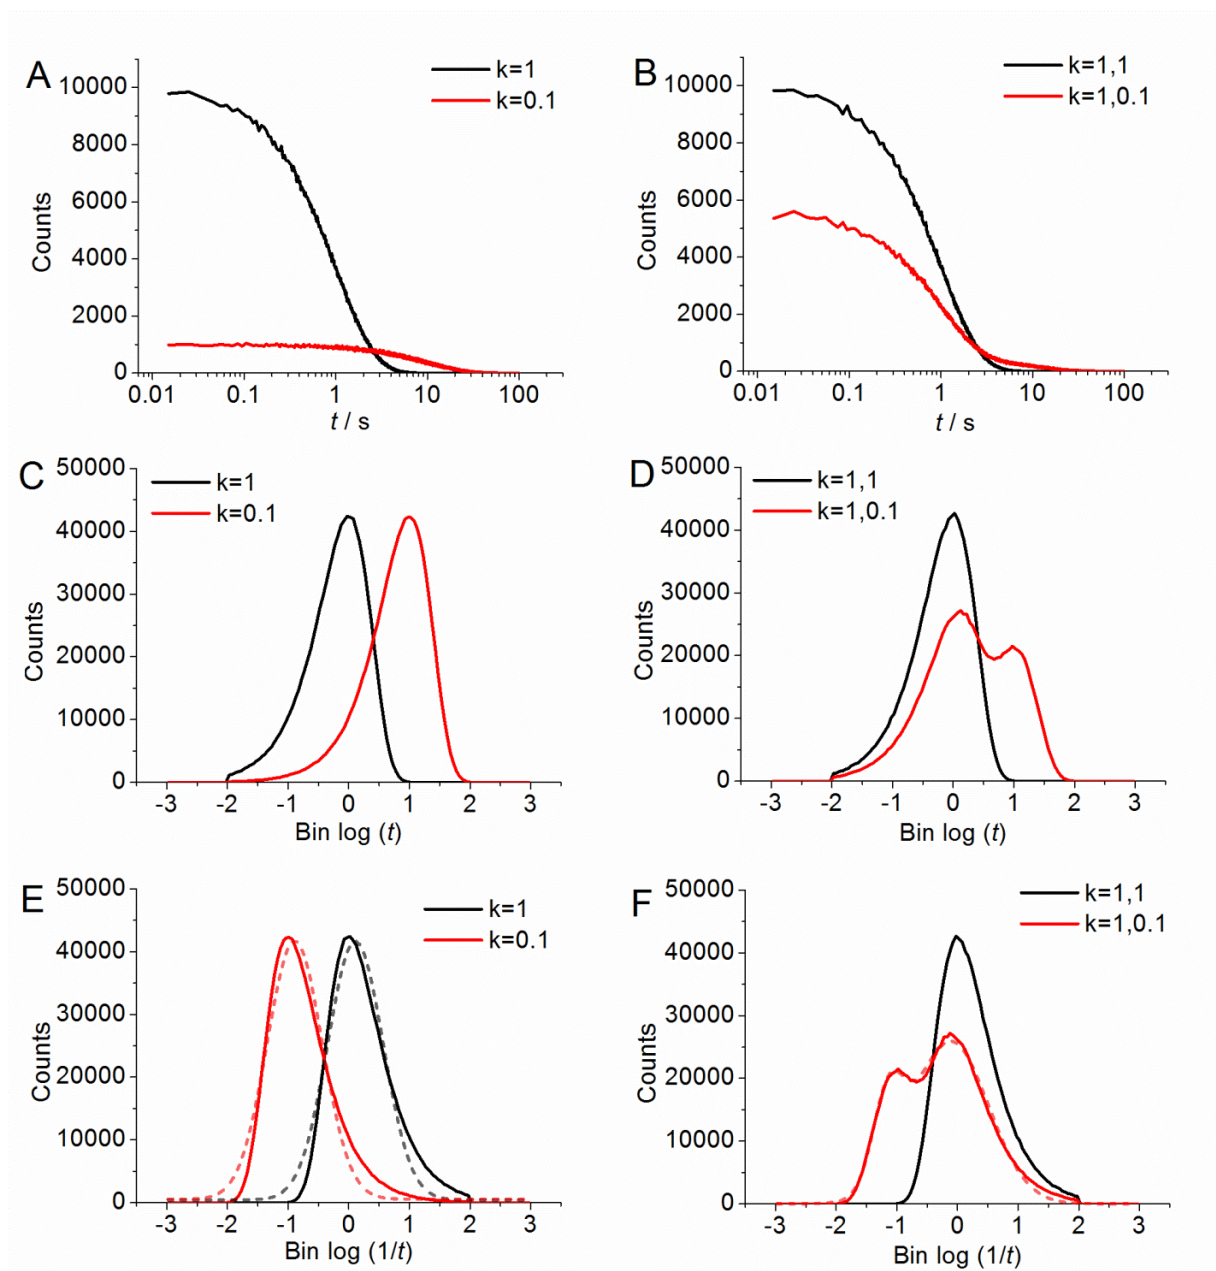 A
k=1
k=0.1
10000
8000
6000
4000
2000
0
Counts
0.01 0.1 1 10 100
t / s
B
k=1,1
k=1,0.1
10000
8000
6000
4000
2000
0
Counts
0.01 0.1 1 10 100
t / s
C
k=1
k=0.1
50000
40000
30000
20000
10000
0
Counts
-3 -2 -1 0 1 2 3
Bin log (t)
D
k=1,1
k=1,0.1
50000
40000
30000
20000
10000
0
Counts
-3 -2 -1 0 1 2 3
Bin log (t)
E
k=1
k=0.1
50000
40000
30000
20000
10000
0
Counts
-3 -2 -1 0 1 2 3
Bin log (1/t)
F
k=1,1
k=1,0.1
50000
40000
30000
20000
10000
0
Counts
-3 -2 -1 0 1 2 3
Bin log (1/t)